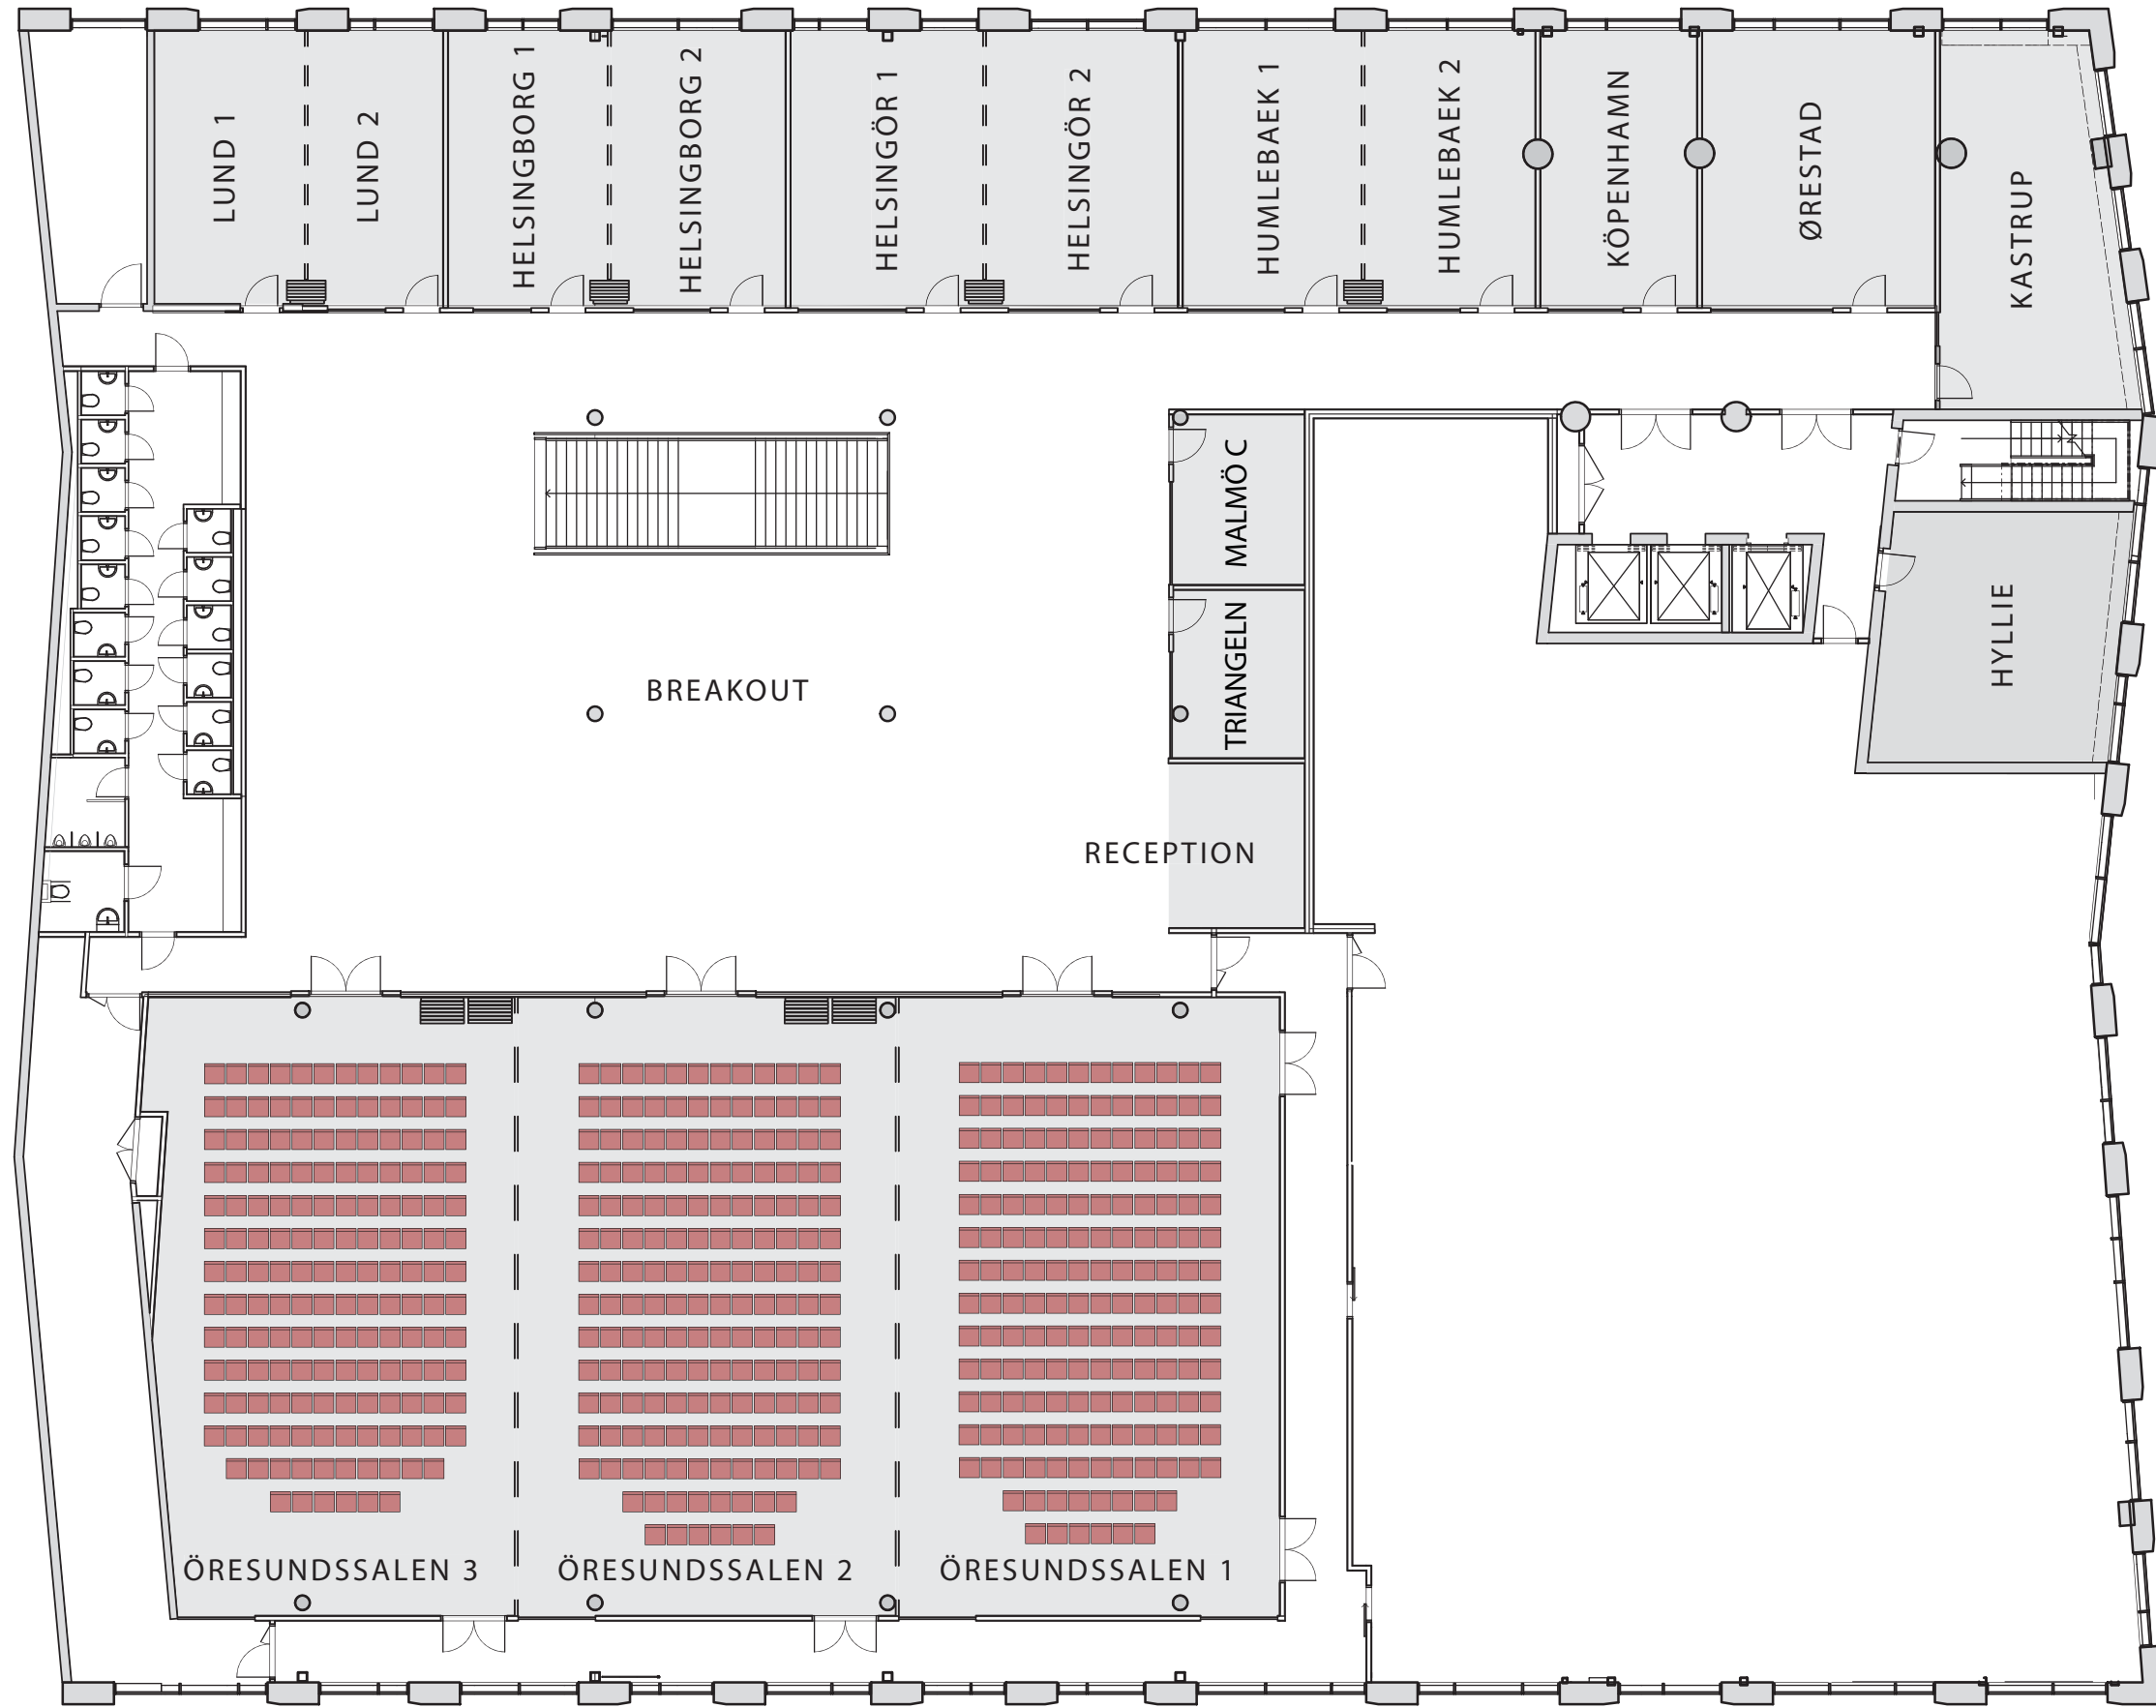 LUND 1
LUND 2
HELSINGBORG 1
HELSINGBORG 2
HELSINGÖR 1
HELSINGÖR 2
HUMLEBAEK 1
HUMLEBAEK 2
KÖPENHAMN
ØRESTAD
KASTRUP
MALMÖ C
TRIANGELN
HYLLIE
BREAKOUT
RECEPTION
ÖRESUNDSSALEN 3
ÖRESUNDSSALEN 2
ÖRESUNDSSALEN 1